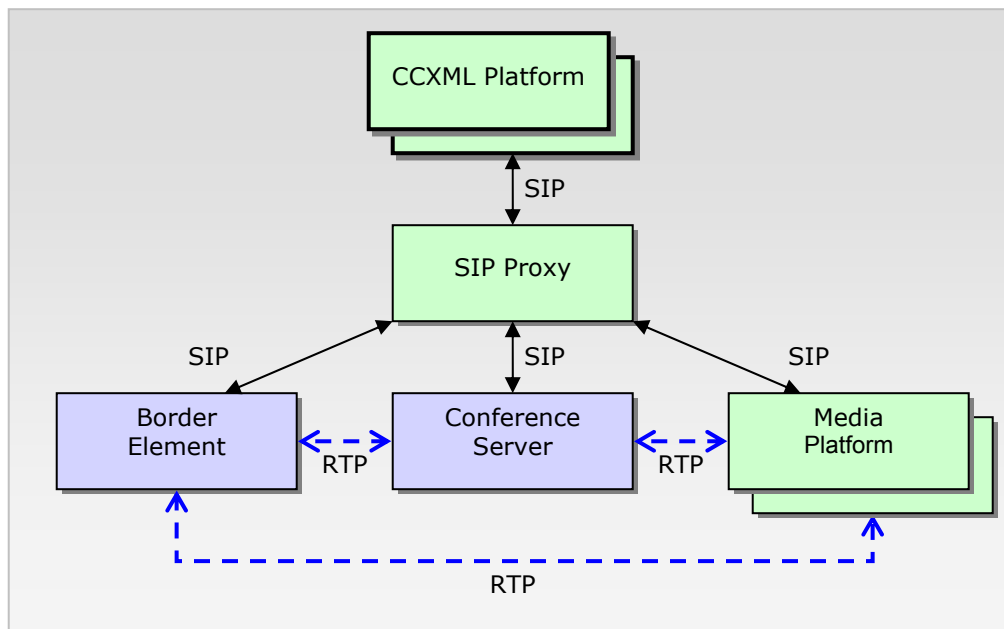 CCXML Platform
SIP
SIP Proxy
SIP
SIP
SIP
Border
Element
Conference
Server
Media
Platform
RTP
RTP
RTP